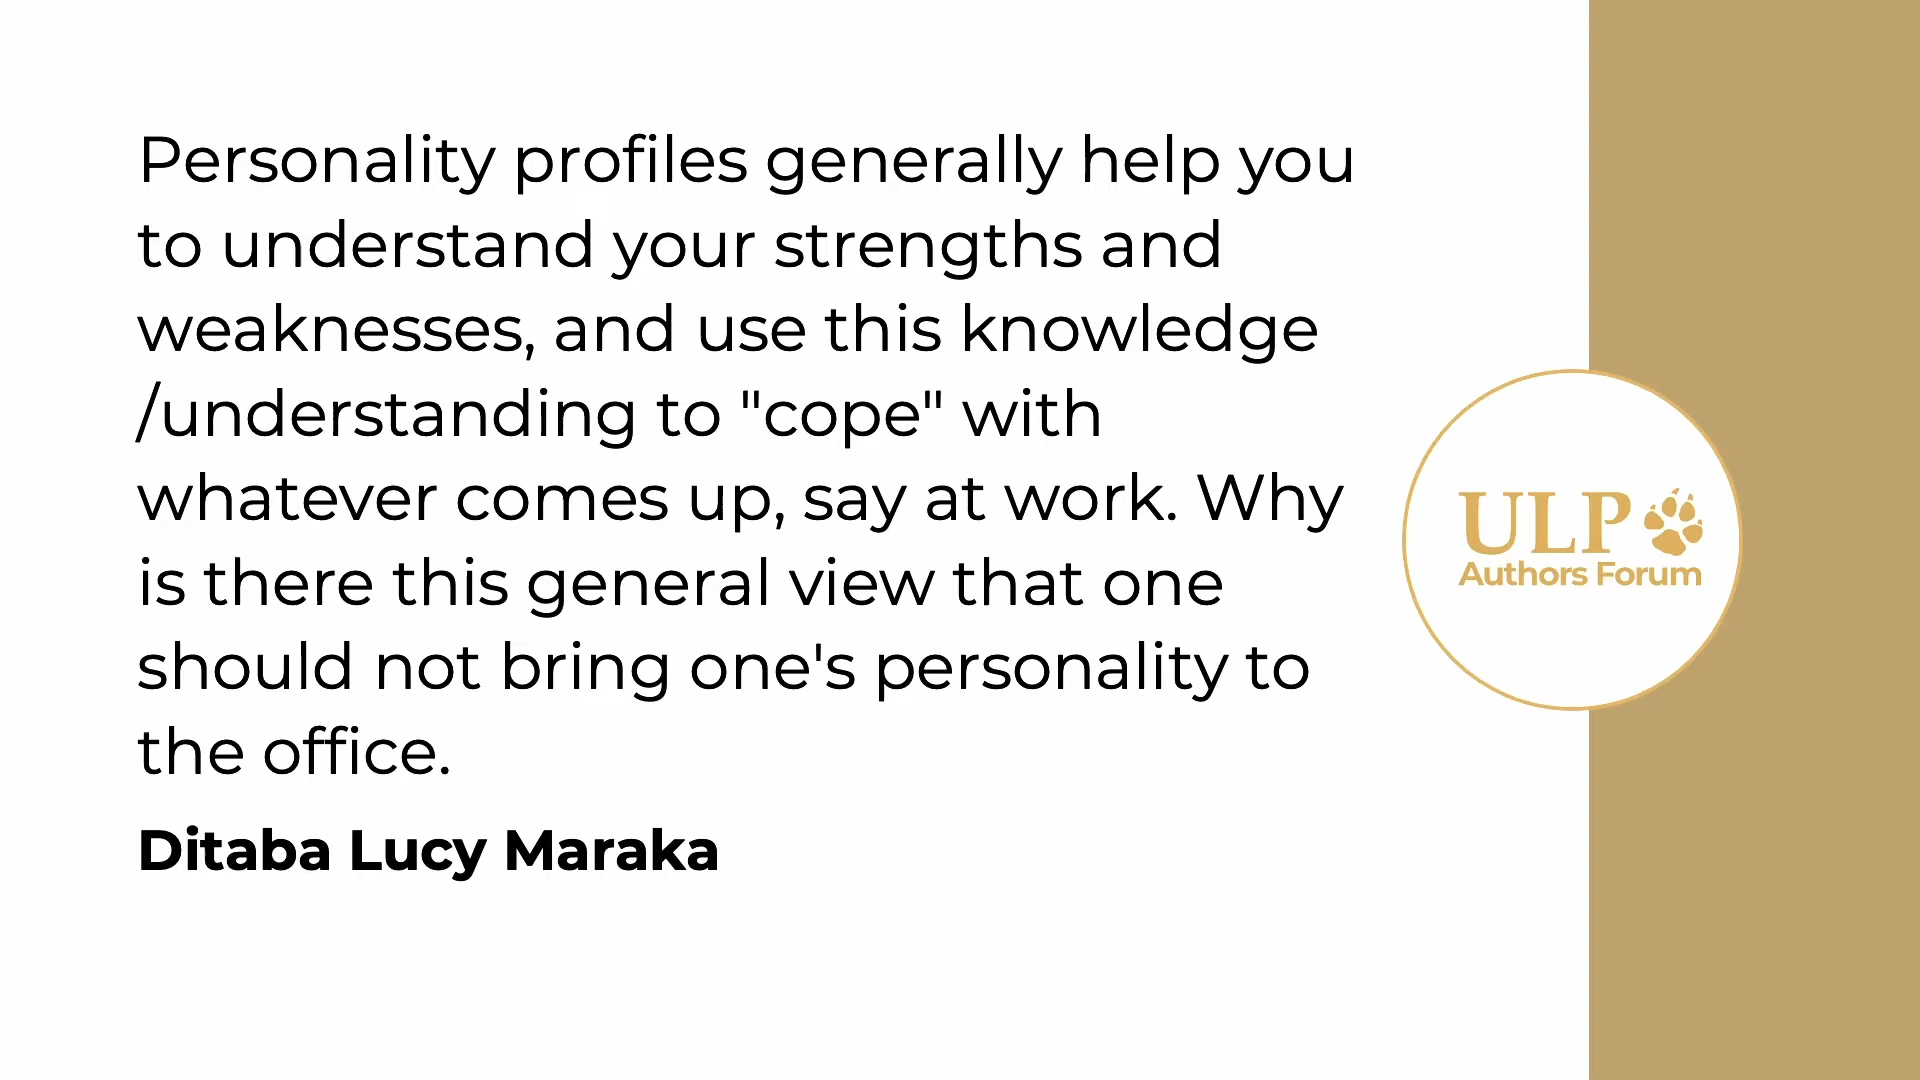 Personality profiles generally help you
to understand your strengths and
weaknesses, and use this knowledge
/understanding to "cope" with
whatever comes up, say at work. Why
is there this general view that one
should not bring one's personality to
the office.
Ditaba Lucy Maraka
ULP
Authors Forum